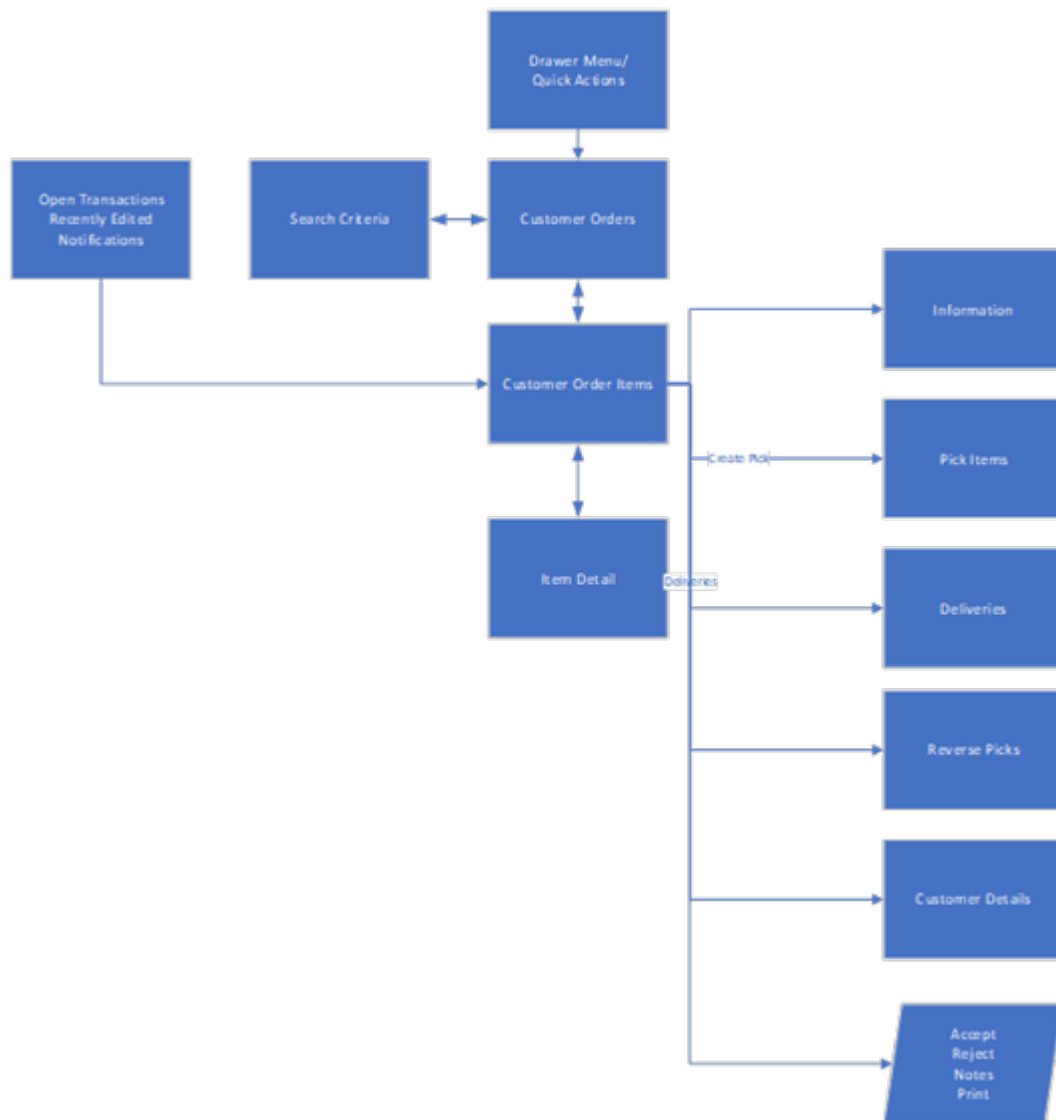 Drawer Menu/
Quick Actions
Open Transactions
Recently Edited
Notifications
Search Criteria
Customer Orders
Information
Customer Order Items
Create Pick
Pick Items
Item Detail
Deliveries
Deliveries
Reverse Picks
Customer Details
Accept
Reject
Notes
Print